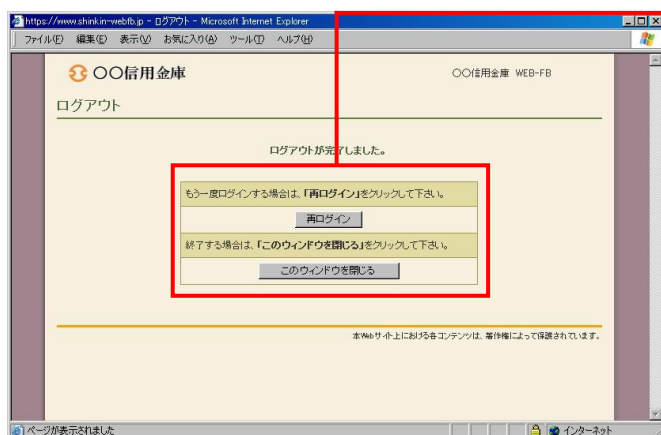 https://www.shinkin-webfb.jp - ログアウト - Microsoft Internet Explorer
ファイル(F) 編集(E) 表示(V) お気に入り(A) ツール(T) ヘルプ(H)
〇〇信用金庫
〇〇信用金庫 WEB-FB
ログアウト
ログアウトが完了しました。
もう一度ログインする場合は、「再ログイン」をクリックして下さい。
再ログイン
終了する場合は、「このウィンドウを閉じる」をクリックして下さい。
このウィンドウを閉じる
本Webサイト上における各コンテンツは、著作権によって保護されています。
ページが表示されました
インターネット